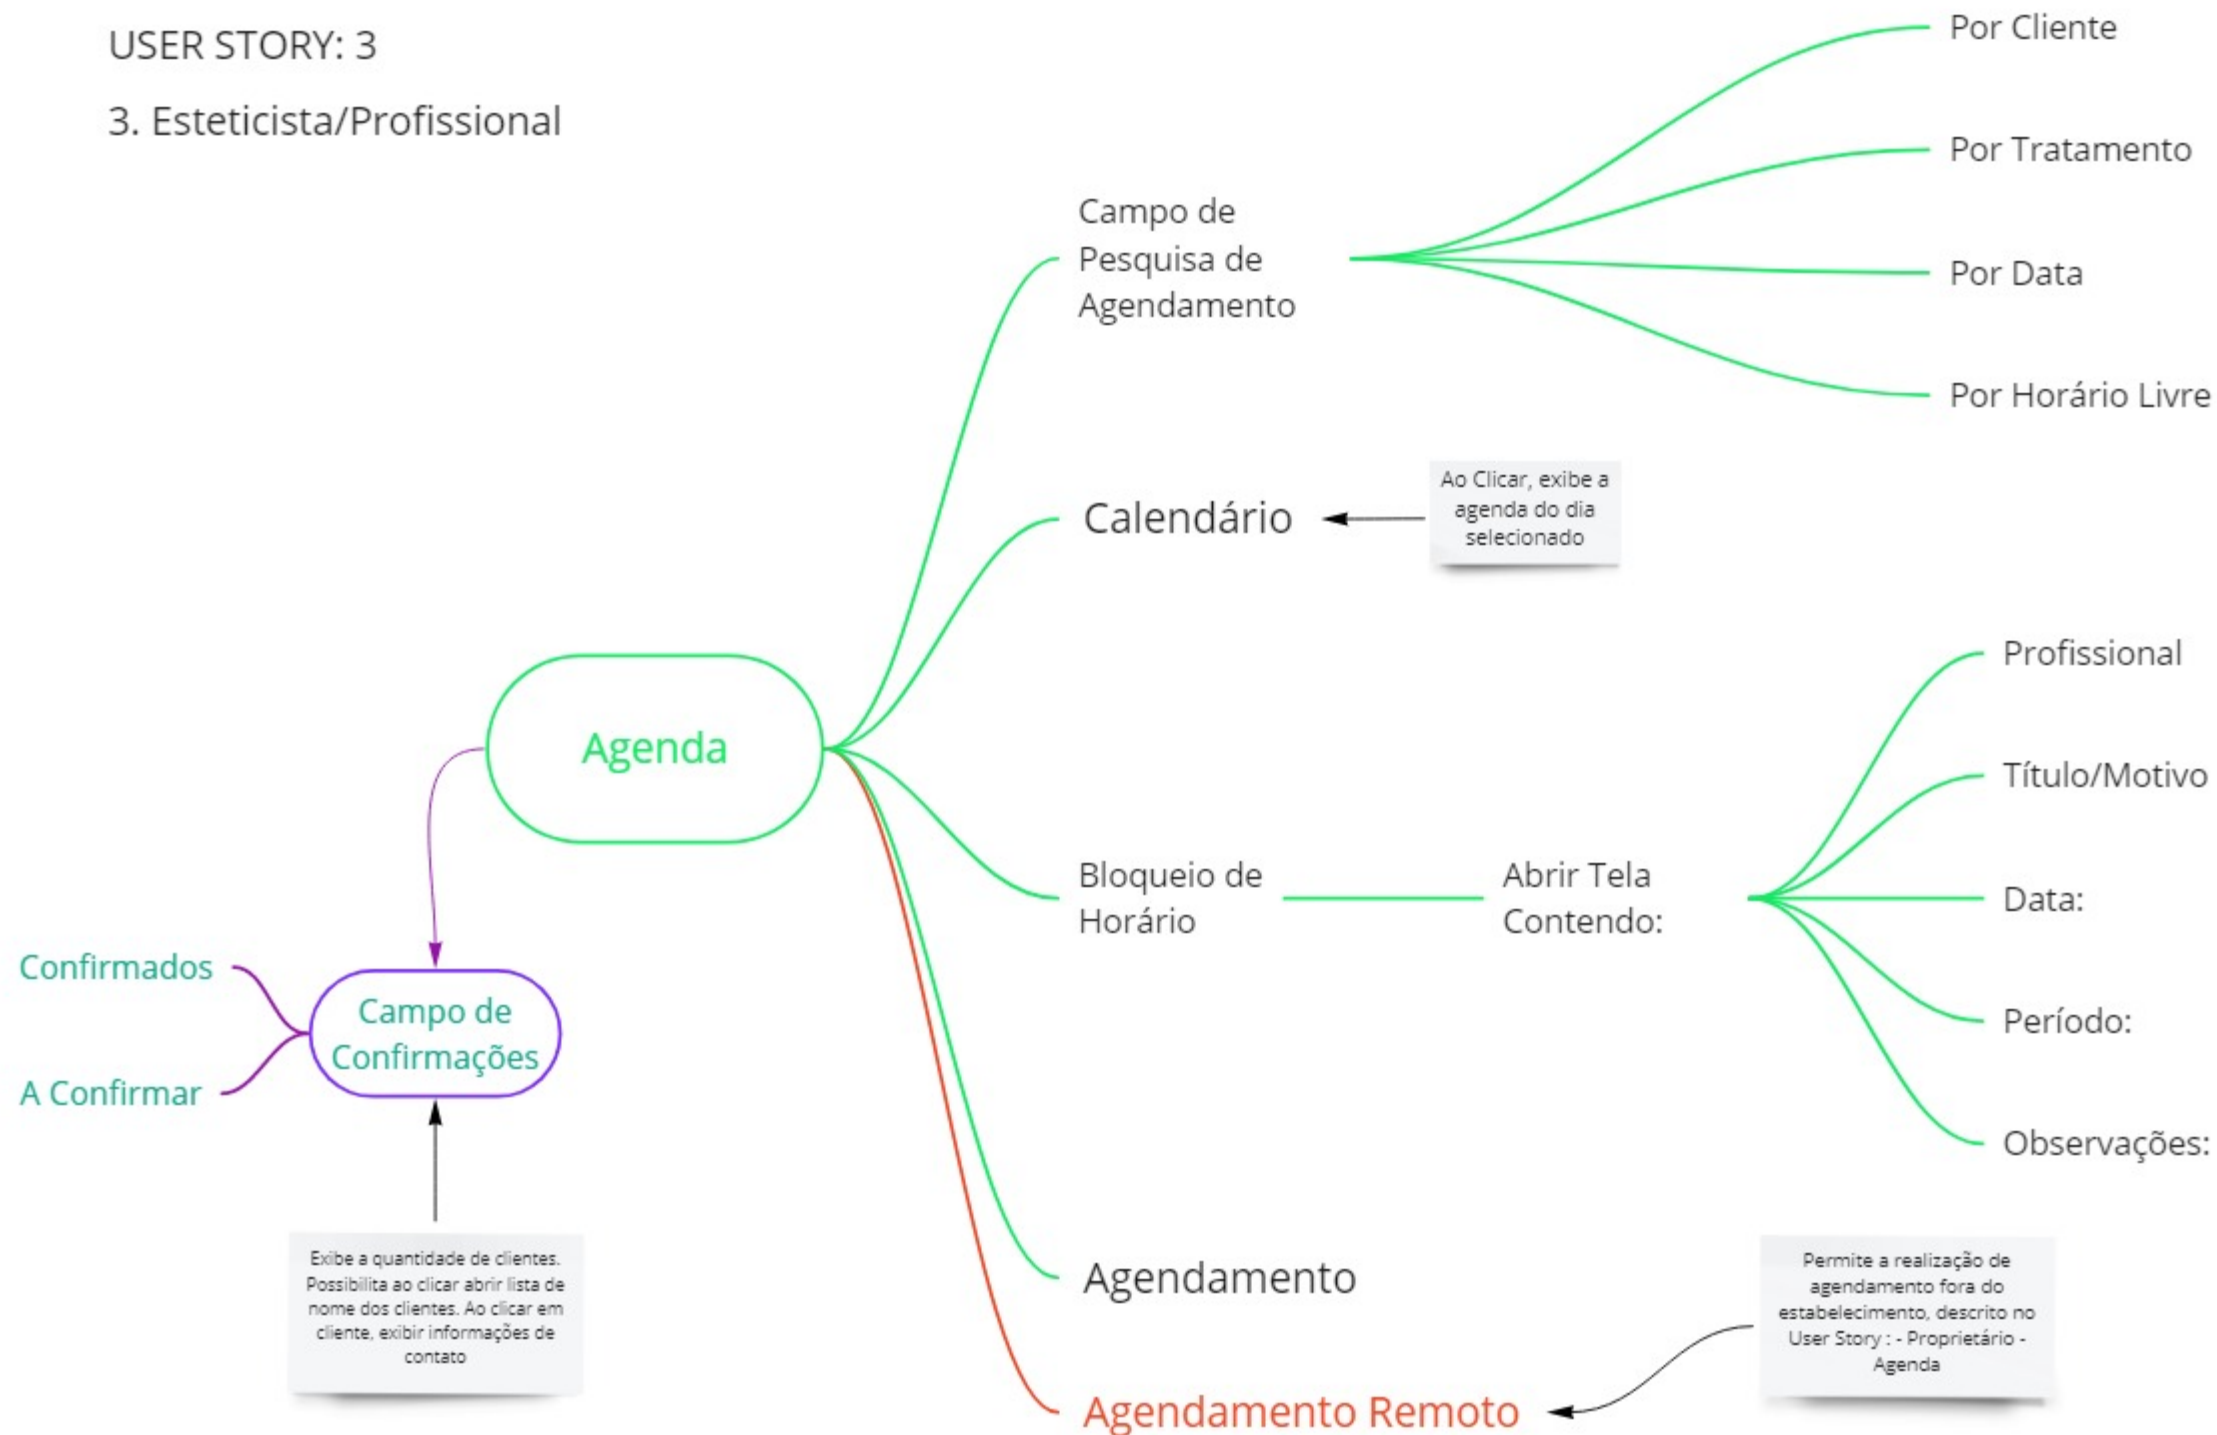 USER STORY: 3
3. Esteticista/Profissional
Por Cliente
Por Tratamento
Campo de
Pesquisa de
Agendamento
Por Data
Por Horário Livre
Calendário
Ao Clicar, exibe a
agenda do dia
selecionado
Agenda
Profissional
Título/Motivo
Bloqueio de
Horário
Abrir Tela
Contendo:
Data:
Período:
Observações:
Confirmados
A Confirmar
Campo de
Confirmações
Exibe a quantidade de clientes.
Possibilita ao clicar abrir lista de
nome dos clientes. Ao clicar em
cliente, exibir informações de
contato
Agendamento
Permite a realização de
agendamento fora do
estabelecimento, descrito no
User Story : - Proprietário -
Agenda
Agendamento Remoto